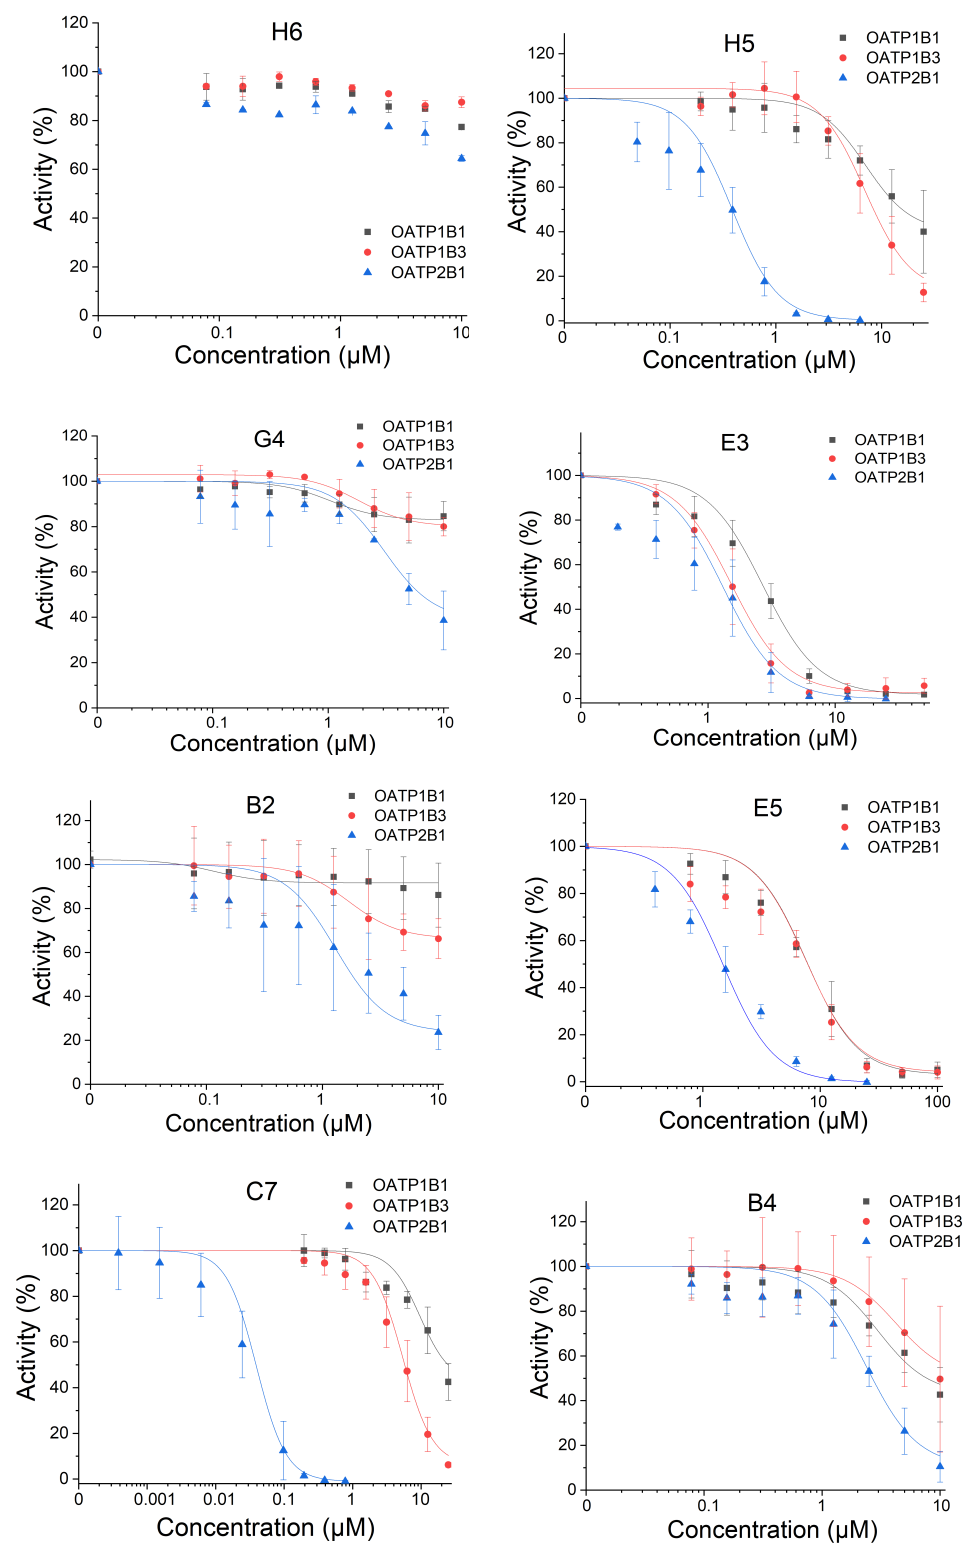 H6
OATP1B1
OATP1B3
OATP2B1
120
100
80
60
40
20
0
Activity (%)
0
0.1
1
10
Concentration (µM)
H5
OATP1B1
OATP1B3
OATP2B1
120
100
80
60
40
20
0
Activity (%)
0
0.1
1
10
Concentration (µM)
G4
OATP1B1
OATP1B3
OATP2B1
120
100
80
60
40
20
0
Activity (%)
0
0.1
1
10
Concentration (µM)
E3
OATP1B1
OATP1B3
OATP2B1
100
80
60
40
20
0
Activity (%)
0
1
10
Concentration (µM)
B2
OATP1B1
OATP1B3
OATP2B1
120
100
80
60
40
20
0
Activity (%)
0
0.1
1
10
Concentration (µM)
E5
OATP1B1
OATP1B3
OATP2B1
120
100
80
60
40
20
0
Activity (%)
0
1
10
100
Concentration (µM)
C7
OATP1B1
OATP1B3
OATP2B1
120
100
80
60
40
20
0
Activity (%)
0
0.001
0.01
0.1
1
10
Concentration (µM)
B4
OATP1B1
OATP1B3
OATP2B1
120
100
80
60
40
20
0
Activity (%)
0
0.1
1
10
Concentration (µM)